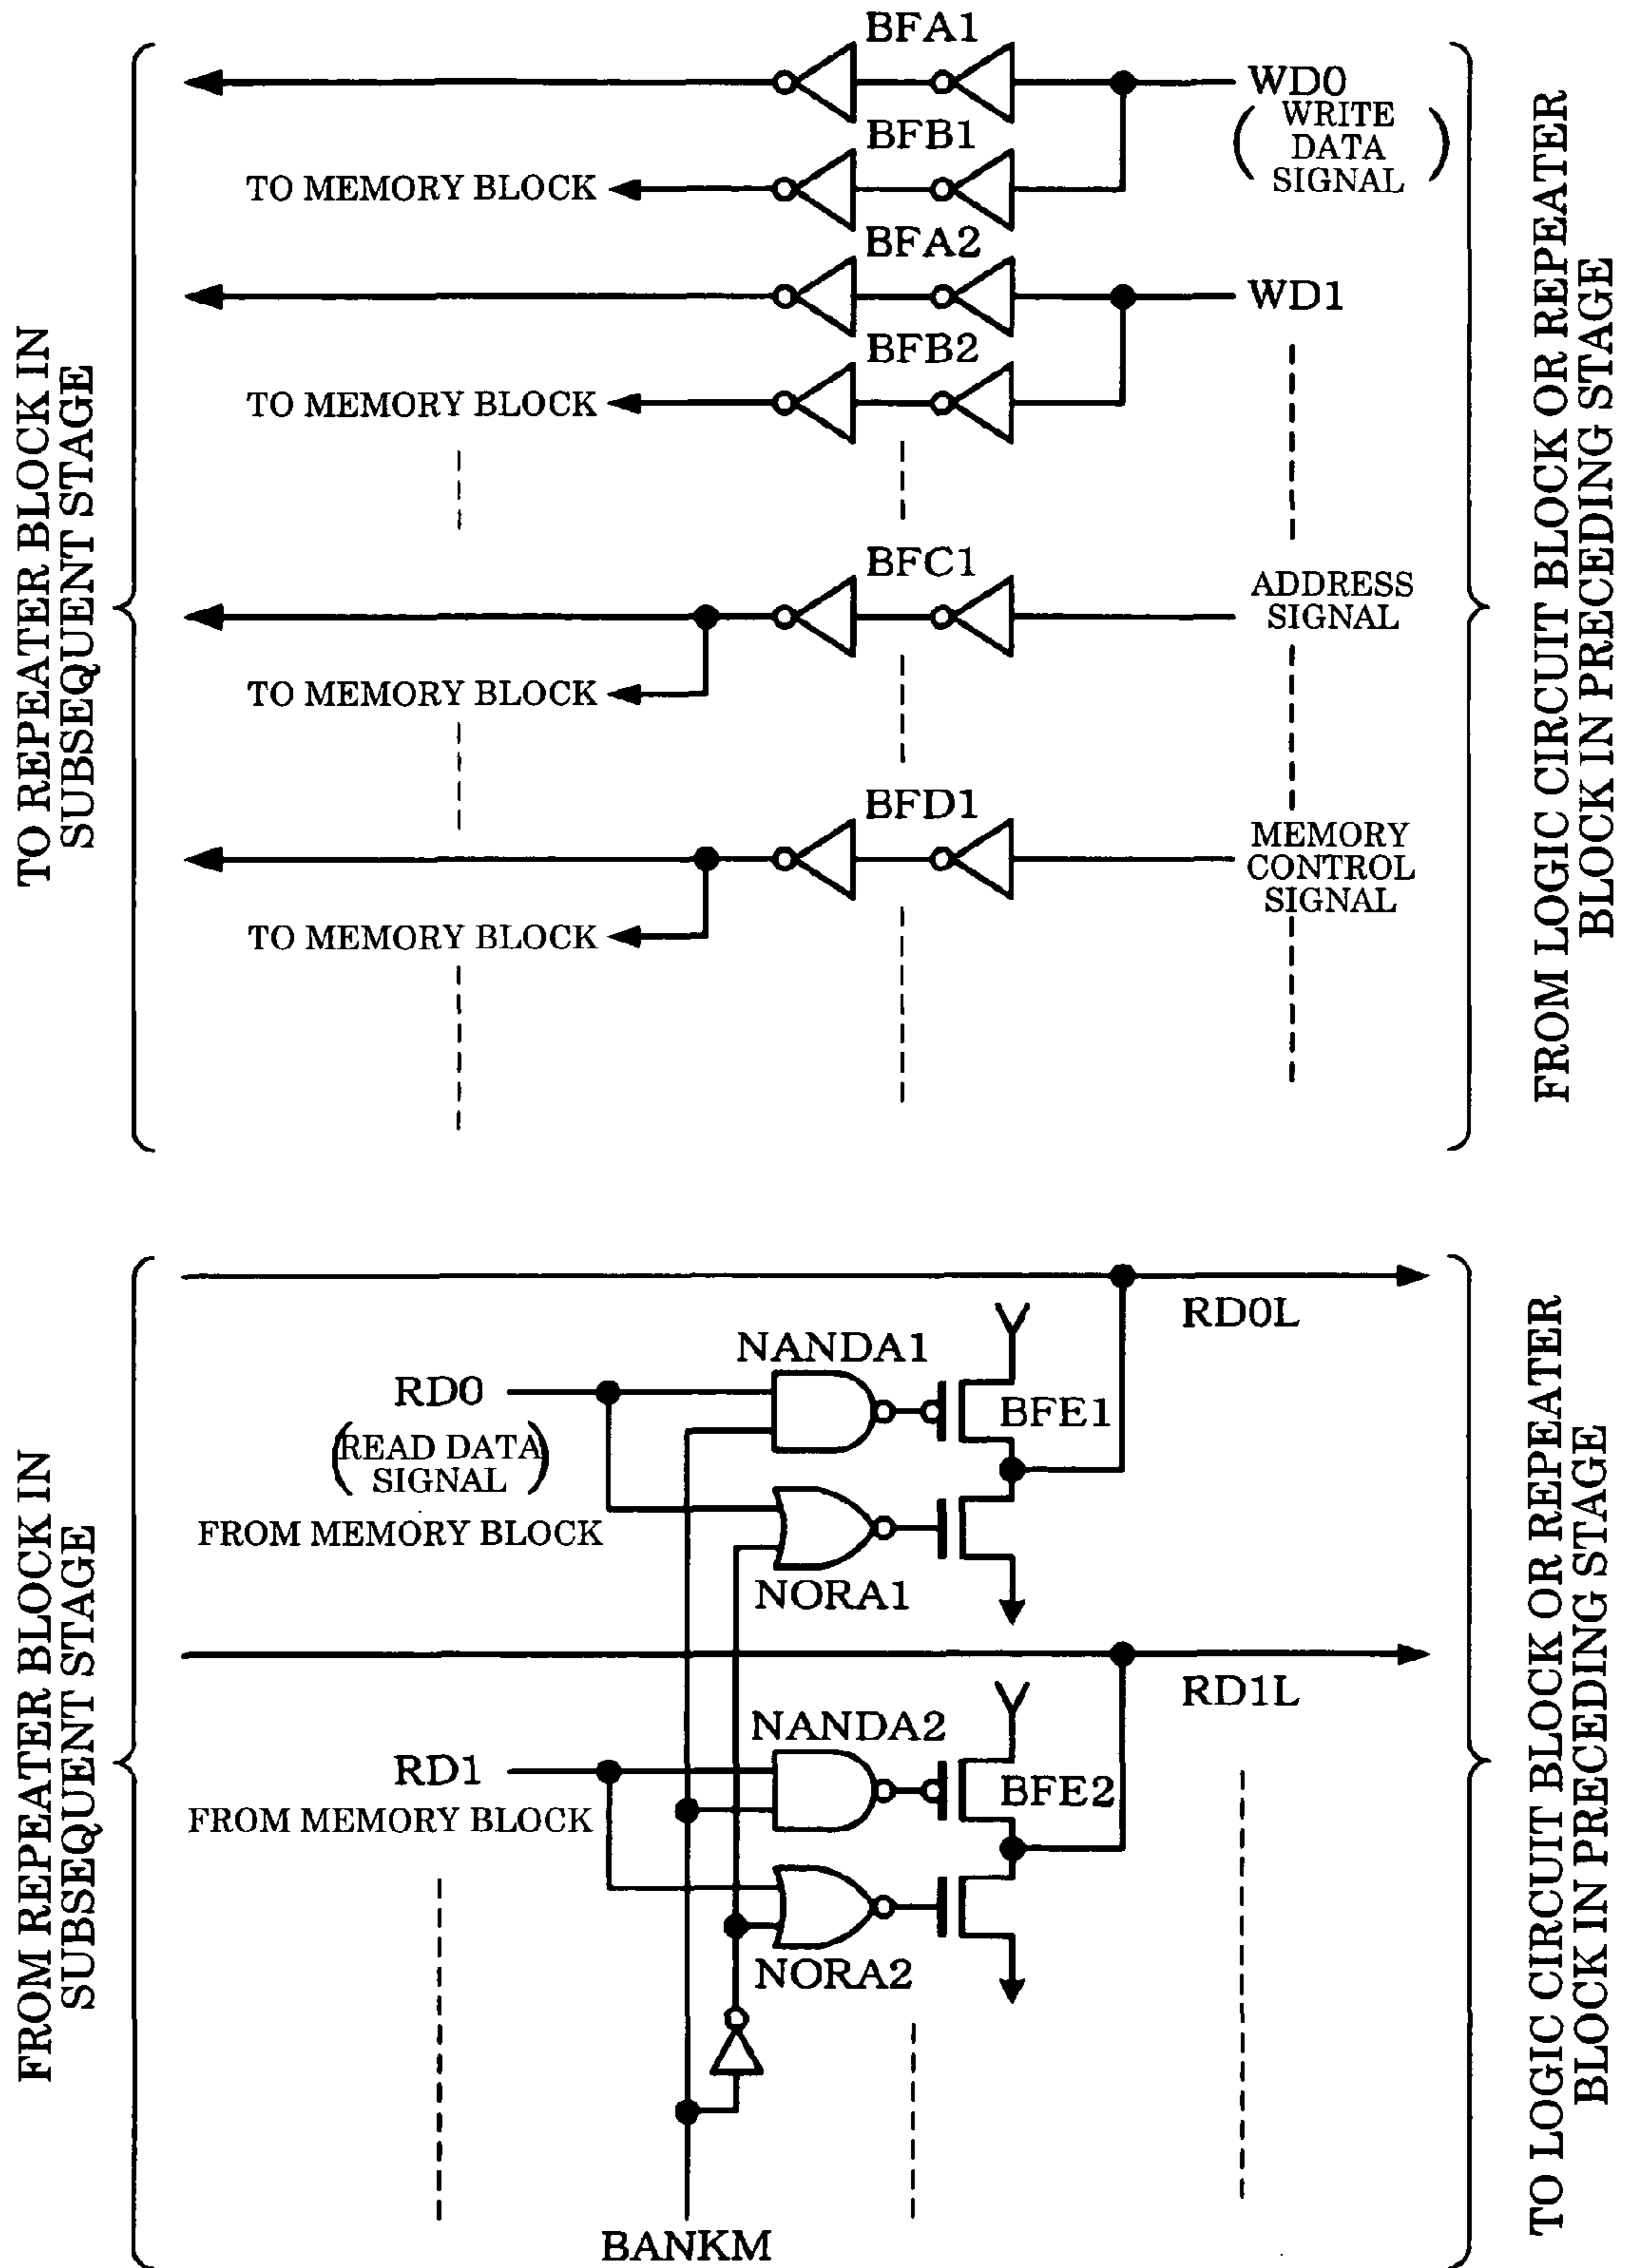 BFA1
WD0
( WRITE
DATA
SIGNAL )
BFB1
TO MEMORY BLOCK
BFA2
WD1
BFB2
TO MEMORY BLOCK
BFC1
ADDRESS
SIGNAL
TO MEMORY BLOCK
BFD1
MEMORY
CONTROL
SIGNAL
TO MEMORY BLOCK
TO REPEATER BLOCK IN
SUBSEQUENT STAGE
FROM LOGIC CIRCUIT BLOCK OR REPEATER
BLOCK IN PRECEDING STAGE
RD0L
NANDA1
RD0
BFE1
(READ DATA
SIGNAL)
FROM MEMORY BLOCK
NORA1
RD1L
NANDA2
RD1
BFE2
FROM MEMORY BLOCK
NORA2
BANKM
FROM REPEATER BLOCK IN
SUBSEQUENT STAGE
TO LOGIC CIRCUIT BLOCK OR REPEATER
BLOCK IN PRECEDING STAGE